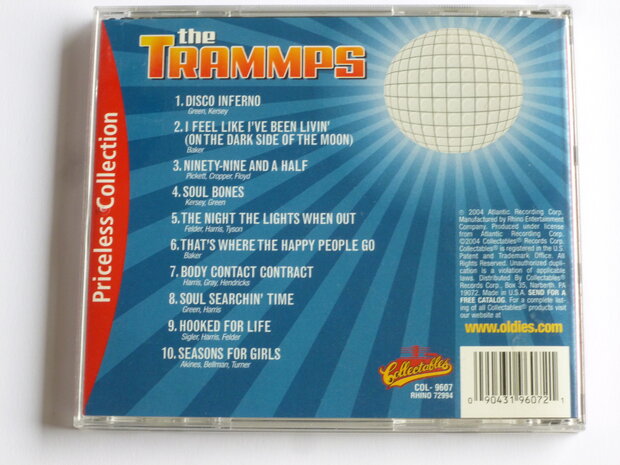 the
TRAMMPS
Priceless Collection
1. DISCO INFERNO
Green, Kersey
2. I FEEL LIKE I'VE BEEN LIVIN'
(ON THE DARK SIDE OF THE MOON)
Baker
3. NINETY-NINE AND A HALF
Pickett, Cropper, Floyd
4. SOUL BONES
Kersey, Green
5. THE NIGHT THE LIGHTS WHEN OUT
Felder, Harris, Tyson
6. THAT'S WHERE THE HAPPY PEOPLE GO
Baker
7. BODY CONTACT CONTRACT
Harris, Gray, Hendricks
8. SOUL SEARCHIN' TIME
Green, Harris
9. HOOKED FOR LIFE
Sigler, Harris, Felder
10. SEASONS FOR GIRLS
Akines, Bellman, Turner
℗ 2004 Atlantic Recording Corp.
Manufactured by Rhino Entertainment
Company. Produced under license
from Atlantic Recording Corp.
©2004 Collectables® Records Corp.
Collectables® is registered in the U.S.
Patent and Trademark Office. All
Rights Reserved. Unauthorized dupli-
cation is a violation of applicable
laws. Distributed by Collectables®
Records Corp., Box 35, Narberth, PA
19072. Made in U.S.A. SEND FOR A
FREE CATALOG. For a complete list-
ing of all Collectables® products visit
our website at
www.oldies.com
Collectables
COL- 9607
RHINO 72994
0 90431 96072 1